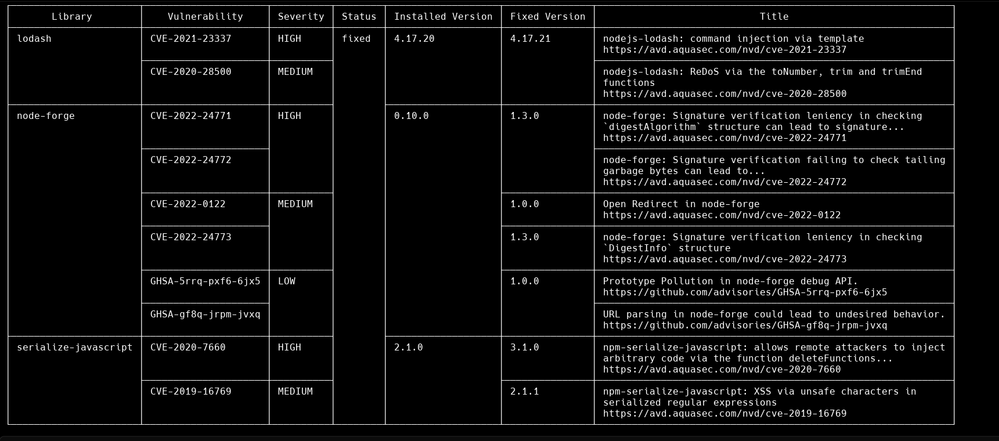 Library Vulnerability Severity Status Installed Version Fixed Version Title
lodash CVE-2021-23337 HIGH fixed 4.17.20 4.17.21 nodejs-lodash: command injection via template
https://avd.aquasec.com/nvd/cve-2021-23337
CVE-2020-28500 MEDIUM nodejs-lodash: ReDoS via the toNumber, trim and trimEnd
functions
https://avd.aquasec.com/nvd/cve-2020-28500
node-forge CVE-2022-24771 HIGH 0.10.0 1.3.0 node-forge: Signature verification leniency in checking
`digestAlgorithm` structure can lead to signature...
https://avd.aquasec.com/nvd/cve-2022-24771
CVE-2022-24772 node-forge: Signature verification failing to check tailing
garbage bytes can lead to...
https://avd.aquasec.com/nvd/cve-2022-24772
CVE-2022-0122 MEDIUM 1.0.0 Open Redirect in node-forge
https://avd.aquasec.com/nvd/cve-2022-0122
CVE-2022-24773 1.3.0 node-forge: Signature verification leniency in checking
`DigestInfo` structure
https://avd.aquasec.com/nvd/cve-2022-24773
GHSA-5rrq-pxf6-6jx5 LOW 1.0.0 Prototype Pollution in node-forge debug API.
https://github.com/advisories/GHSA-5rrq-pxf6-6jx5
GHSA-gf8q-jrpm-jvxq URL parsing in node-forge could lead to undesired behavior.
https://github.com/advisories/GHSA-gf8q-jrpm-jvxq
serialize-javascript CVE-2020-7660 HIGH 2.1.0 3.1.0 npm-serialize-javascript: allows remote attackers to inject
arbitrary code via the function deleteFunctions...
https://avd.aquasec.com/nvd/cve-2020-7660
CVE-2019-16769 MEDIUM 2.1.1 npm-serialize-javascript: XSS via unsafe characters in
serialized regular expressions
https://avd.aquasec.com/nvd/cve-2019-16769